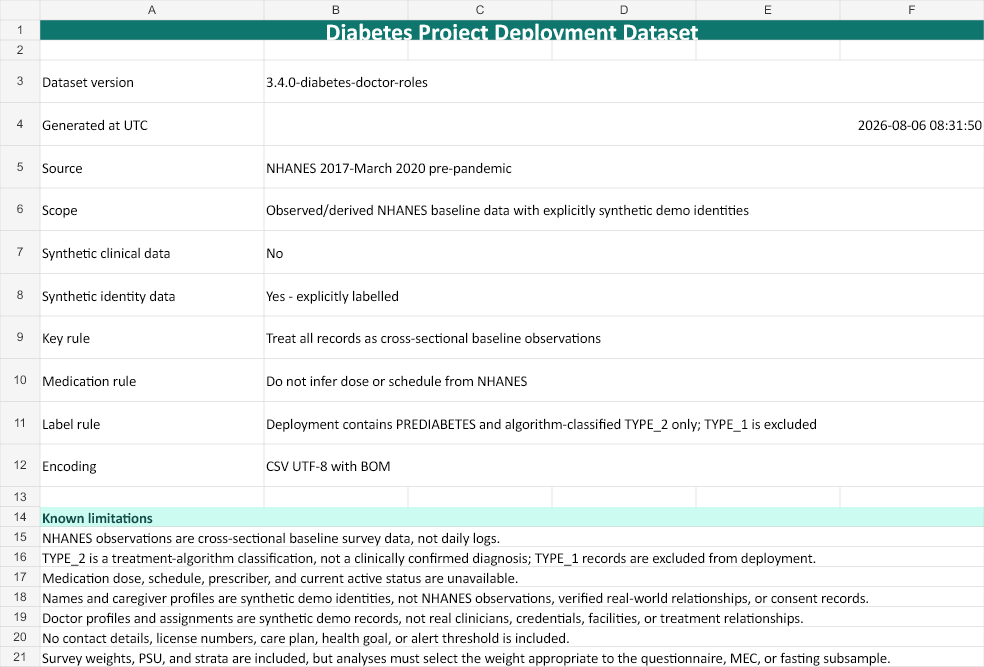 A B C D E F
1 Diabetes Project Deployment Dataset
2
3 Dataset version 3.4.0-diabetes-doctor-roles
4 Generated at UTC 2026-08-06 08:31:50
5 Source NHANES 2017-March 2020 pre-pandemic
6 Scope Observed/derived NHANES baseline data with explicitly synthetic demo identities
7 Synthetic clinical data No
8 Synthetic identity data Yes - explicitly labelled
9 Key rule Treat all records as cross-sectional baseline observations
10 Medication rule Do not infer dose or schedule from NHANES
11 Label rule Deployment contains PREDIABETES and algorithm-classified TYPE_2 only; TYPE_1 is excluded
12 Encoding CSV UTF-8 with BOM
13
14 Known limitations
15 NHANES observations are cross-sectional baseline survey data, not daily logs.
16 TYPE_2 is a treatment-algorithm classification, not a clinically confirmed diagnosis; TYPE_1 records are excluded from deployment.
17 Medication dose, schedule, prescriber, and current active status are unavailable.
18 Names and caregiver profiles are synthetic demo identities, not NHANES observations, verified real-world relationships, or consent records.
19 Doctor profiles and assignments are synthetic demo records, not real clinicians, credentials, facilities, or treatment relationships.
20 No contact details, license numbers, care plan, health goal, or alert threshold is included.
21 Survey weights, PSU, and strata are included, but analyses must select the weight appropriate to the questionnaire, MEC, or fasting subsample.